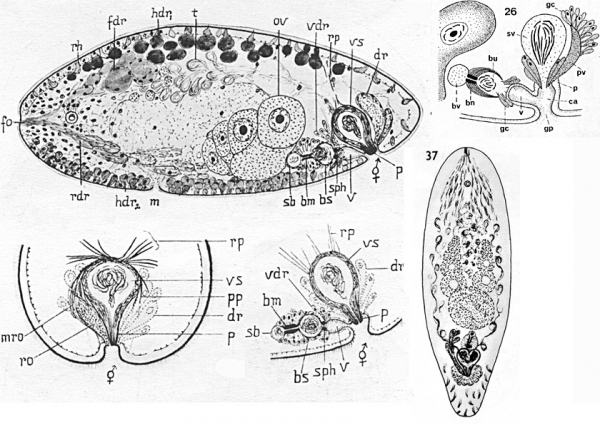 fdr hdr₁ t ov vdr rp vs dr
rh
fo
rdr hdr₂ m sb bm bs sph v ♀ p
26 gc
sv bu
pv
p
bv bn v ca
gc gp
37
rp
vs
pp
mro dr
ro p
rp vs
vdr dr
bm
sb p
bs sph v